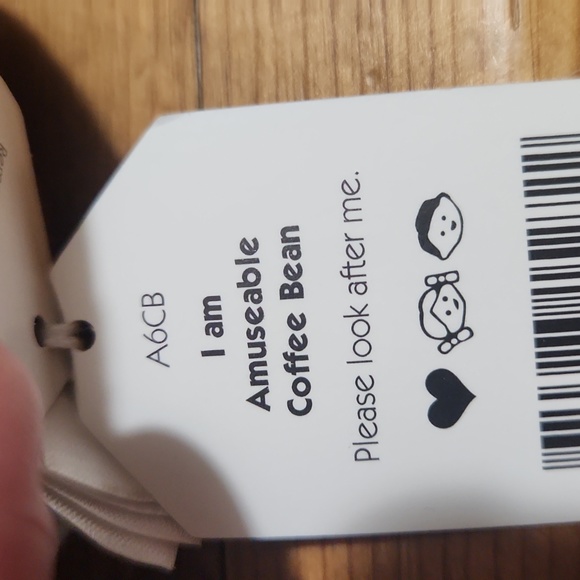 A6CB
I am
Amuseable
Coffee Bean
Please look after me.